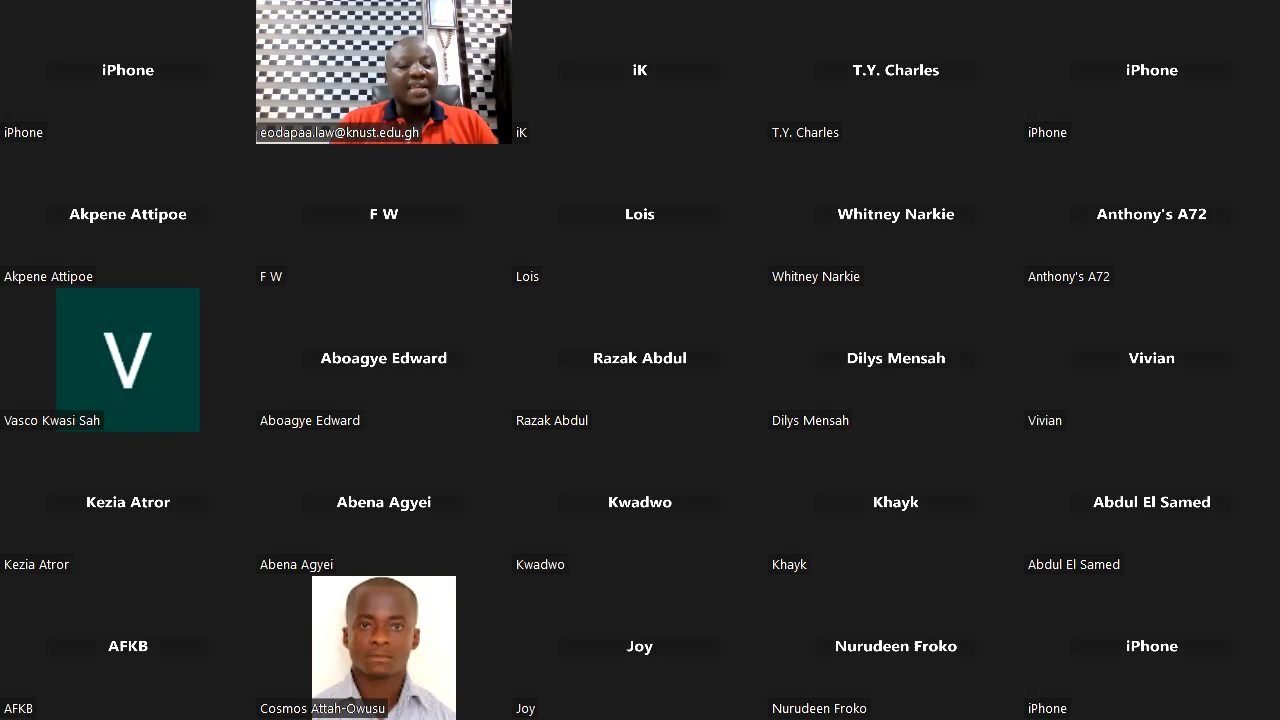 iPhone
iPhone
eodapaa.law@knust.edu.gh
iK
iK
T.Y. Charles
T.Y. Charles
iPhone
iPhone
Akpene Attipoe
Akpene Attipoe
F W
F W
Lois
Lois
Whitney Narkie
Whitney Narkie
Anthony's A72
Anthony's A72
V
Vasco Kwasi Sah
Aboagye Edward
Aboagye Edward
Razak Abdul
Razak Abdul
Dilys Mensah
Dilys Mensah
Vivian
Vivian
Kezia Atror
Kezia Atror
Abena Agyei
Abena Agyei
Kwadwo
Kwadwo
Khayk
Khayk
Abdul El Samed
Abdul El Samed
AFKB
AFKB
Cosmos Attah-Owusu
Joy
Joy
Nurudeen Froko
Nurudeen Froko
iPhone
iPhone